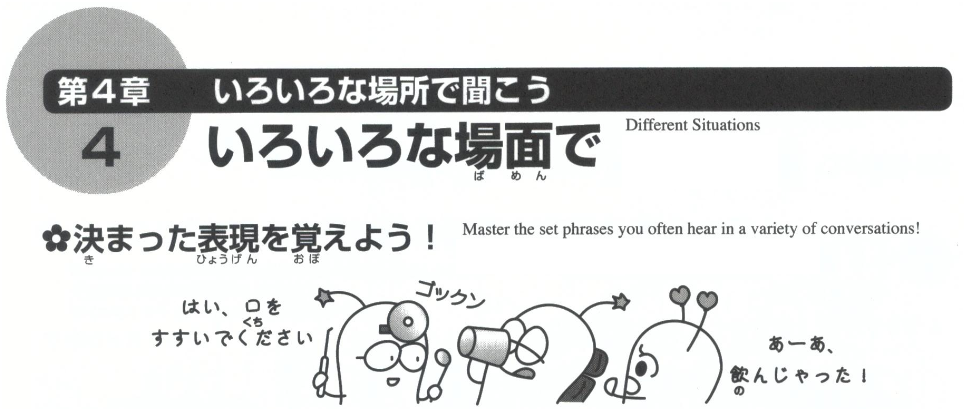 第4章 いろいろな場所で聞こう
4 いろいろな場面で Different Situations
ばめん
✿決まった表現を覚えよう！ Master the set phrases you often hear in a variety of conversations!
き ひょうげん おぼ
はい、口を
くち
すすいでください
ゴックン
あーあ、
飲んじゃった！
の